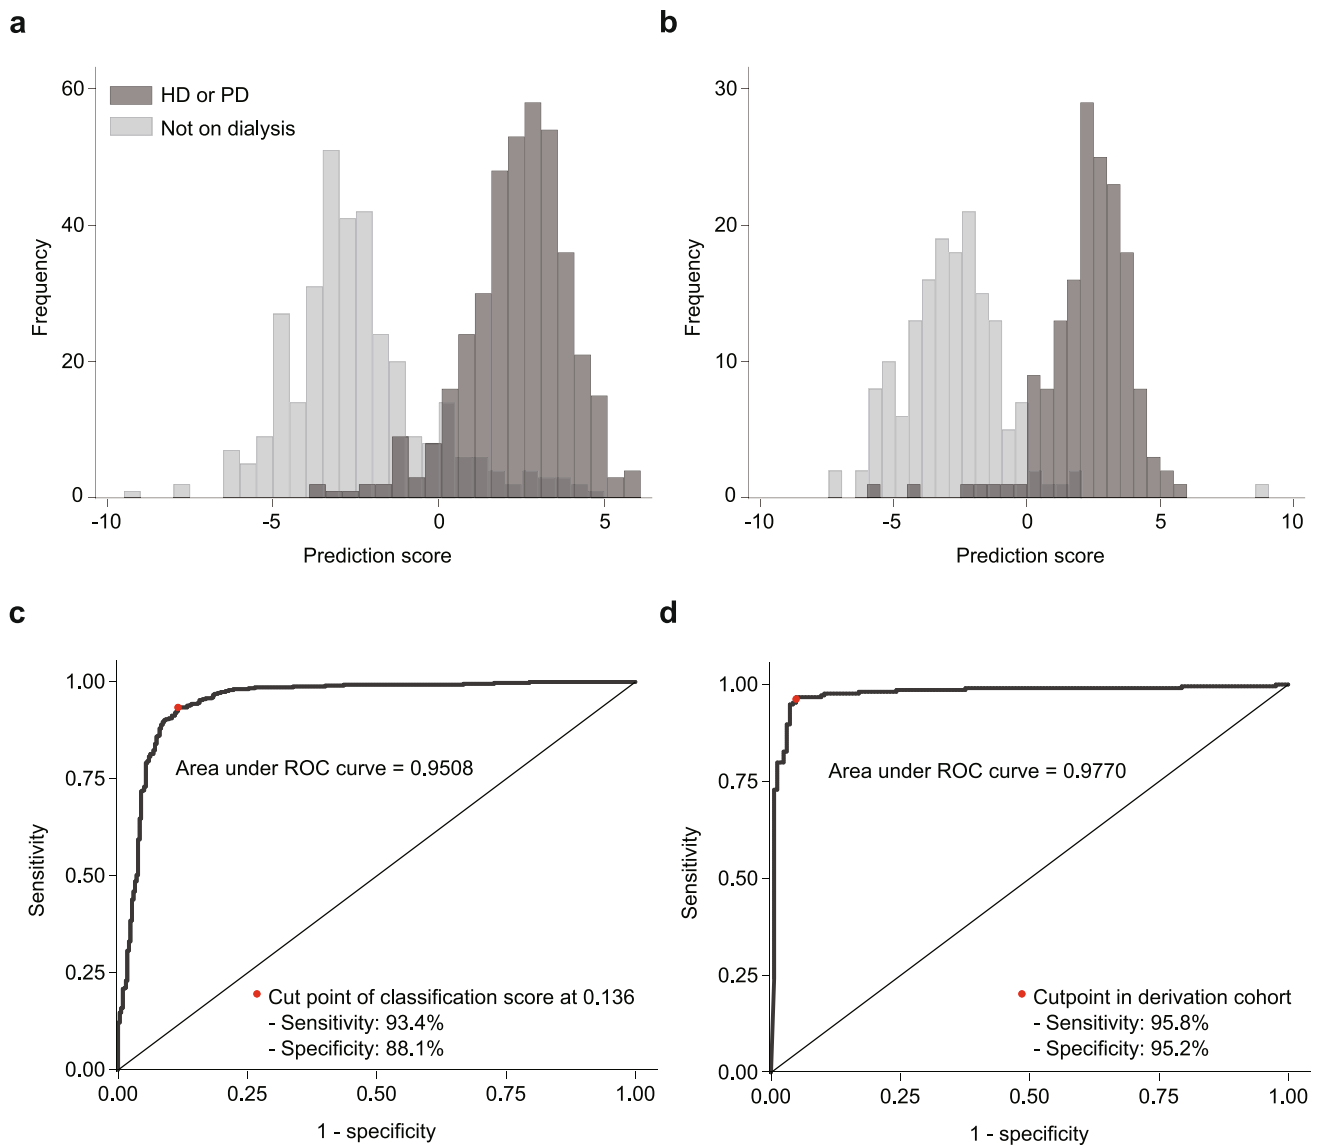 a
60
40
20
0
Frequency
HD or PD
Not on dialysis
-10
-5
0
5
Prediction score
b
30
20
10
0
Frequency
-10
-5
0
5
10
Prediction score
c
1.00
0.75
0.50
0.25
0.00
Sensitivity
Area under ROC curve = 0.9508
Cut point of classification score at 0.136
- Sensitivity: 93.4%
- Specificity: 88.1%
0.00
0.25
0.50
0.75
1.00
1 - specificity
d
1.00
0.75
0.50
0.25
0.00
Sensitivity
Area under ROC curve = 0.9770
Cutpoint in derivation cohort
- Sensitivity: 95.8%
- Specificity: 95.2%
0.00
0.25
0.50
0.75
1.00
1 - specificity